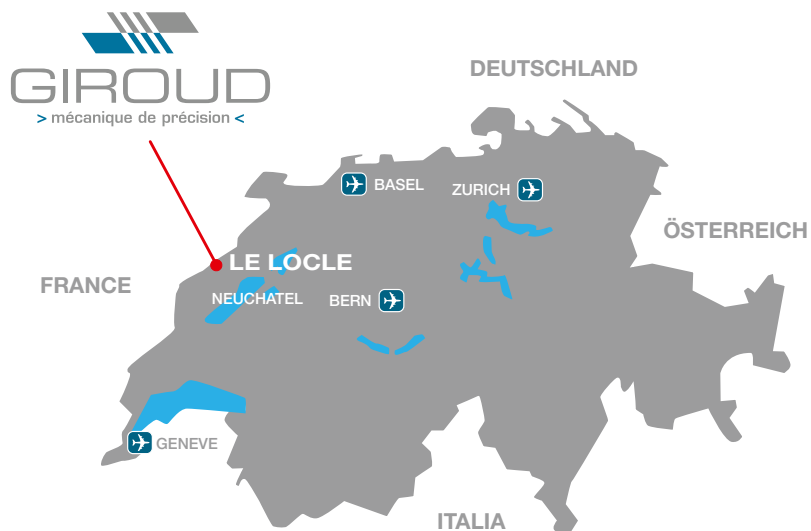 GIROUD
> mécanique de précision <
DEUTSCHLAND
BASEL
ZURICH
ÖSTERREICH
LE LOCLE
FRANCE
NEUCHATEL
BERN
GENEVE
ITALIA